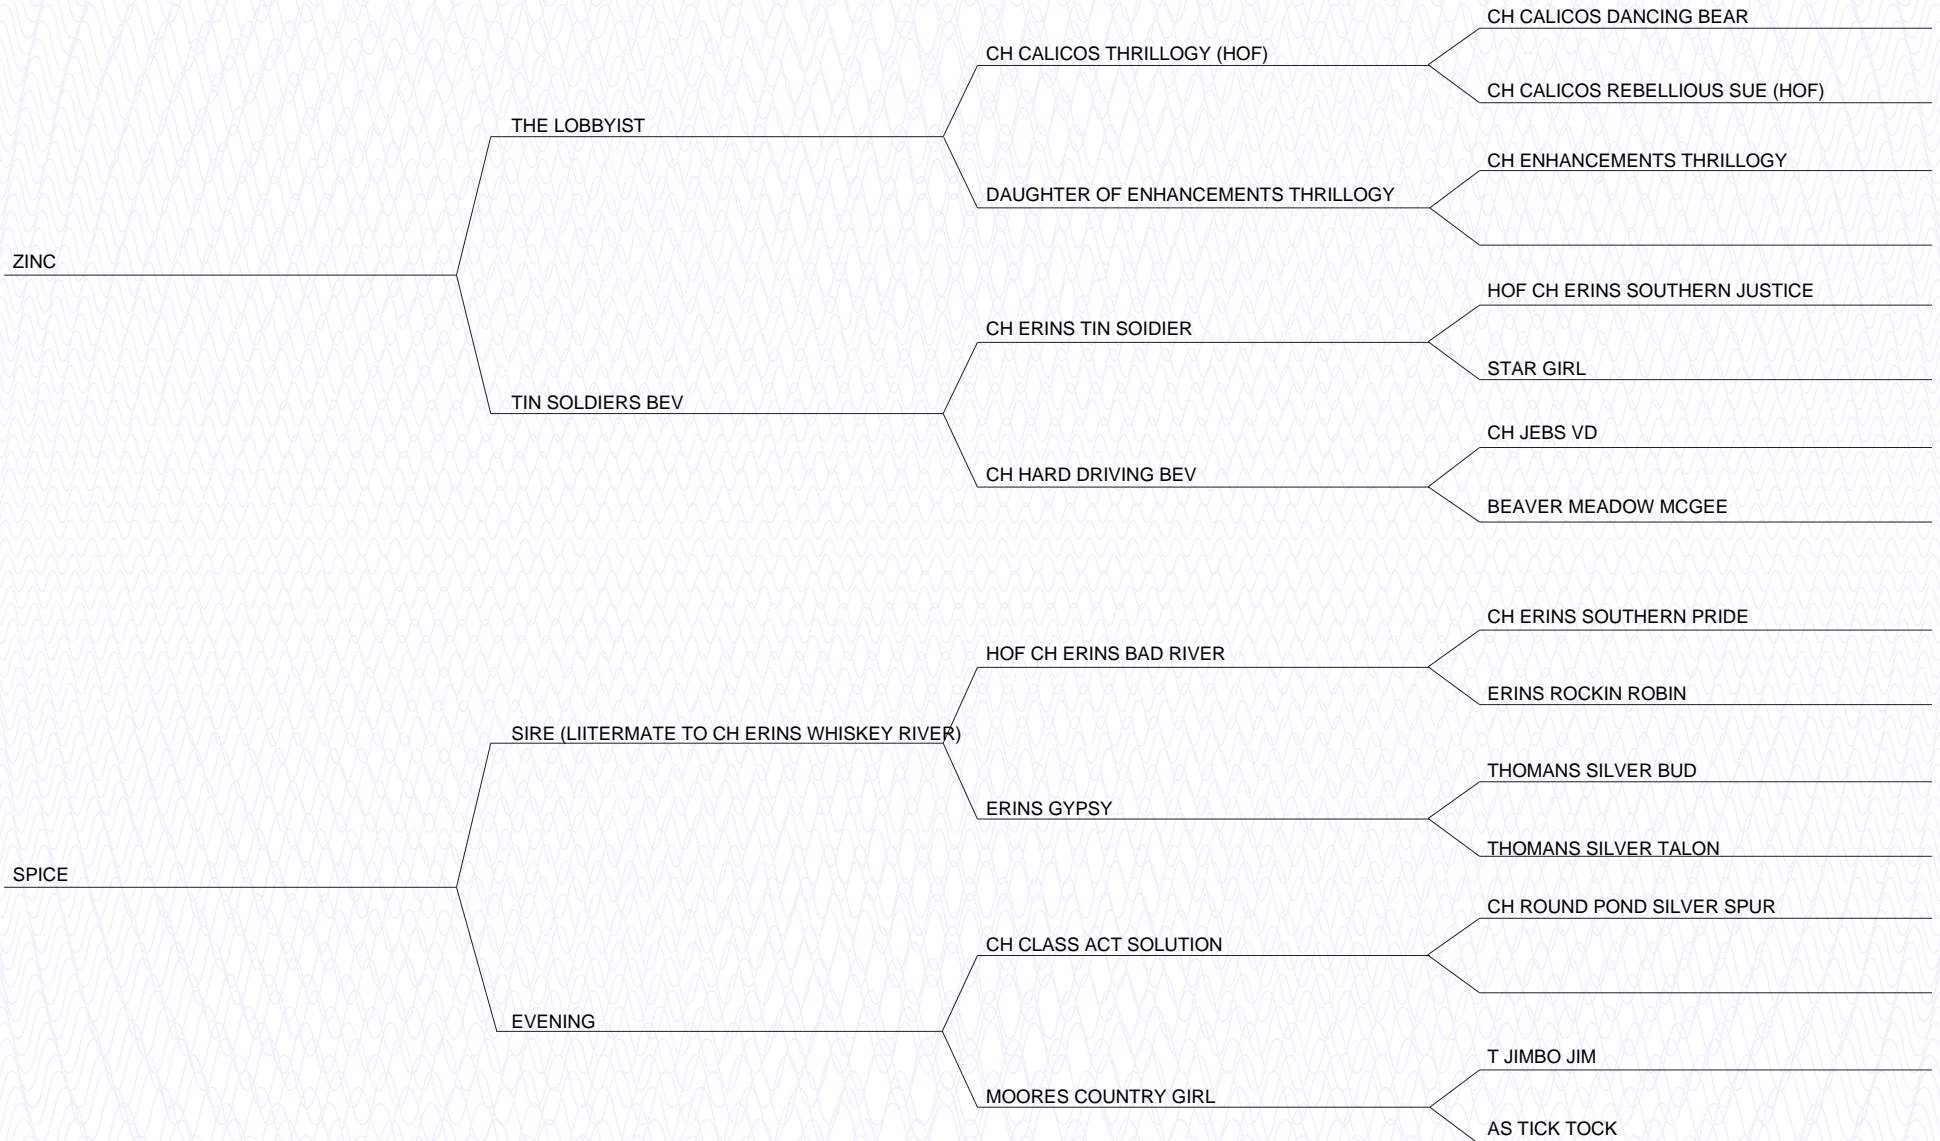 CH CALICOS DANCING BEAR
CH CALICOS THRILLOGY (HOF)
CH CALICOS REBELLIOUS SUE (HOF)
THE LOBBYIST
CH ENHANCEMENTS THRILLOGY
DAUGHTER OF ENHANCEMENTS THRILLOGY
ZINC
HOF CH ERINS SOUTHERN JUSTICE
CH ERINS TIN SOIDIER
STAR GIRL
TIN SOLDIERS BEV
CH JEBS VD
CH HARD DRIVING BEV
BEAVER MEADOW MCGEE
CH ERINS SOUTHERN PRIDE
HOF CH ERINS BAD RIVER
ERINS ROCKIN ROBIN
SIRE (LIITERMATE TO CH ERINS WHISKEY RIVER)
THOMANS SILVER BUD
ERINS GYPSY
THOMANS SILVER TALON
SPICE
CH ROUND POND SILVER SPUR
CH CLASS ACT SOLUTION
EVENING
T JIMBO JIM
MOORES COUNTRY GIRL
AS TICK TOCK